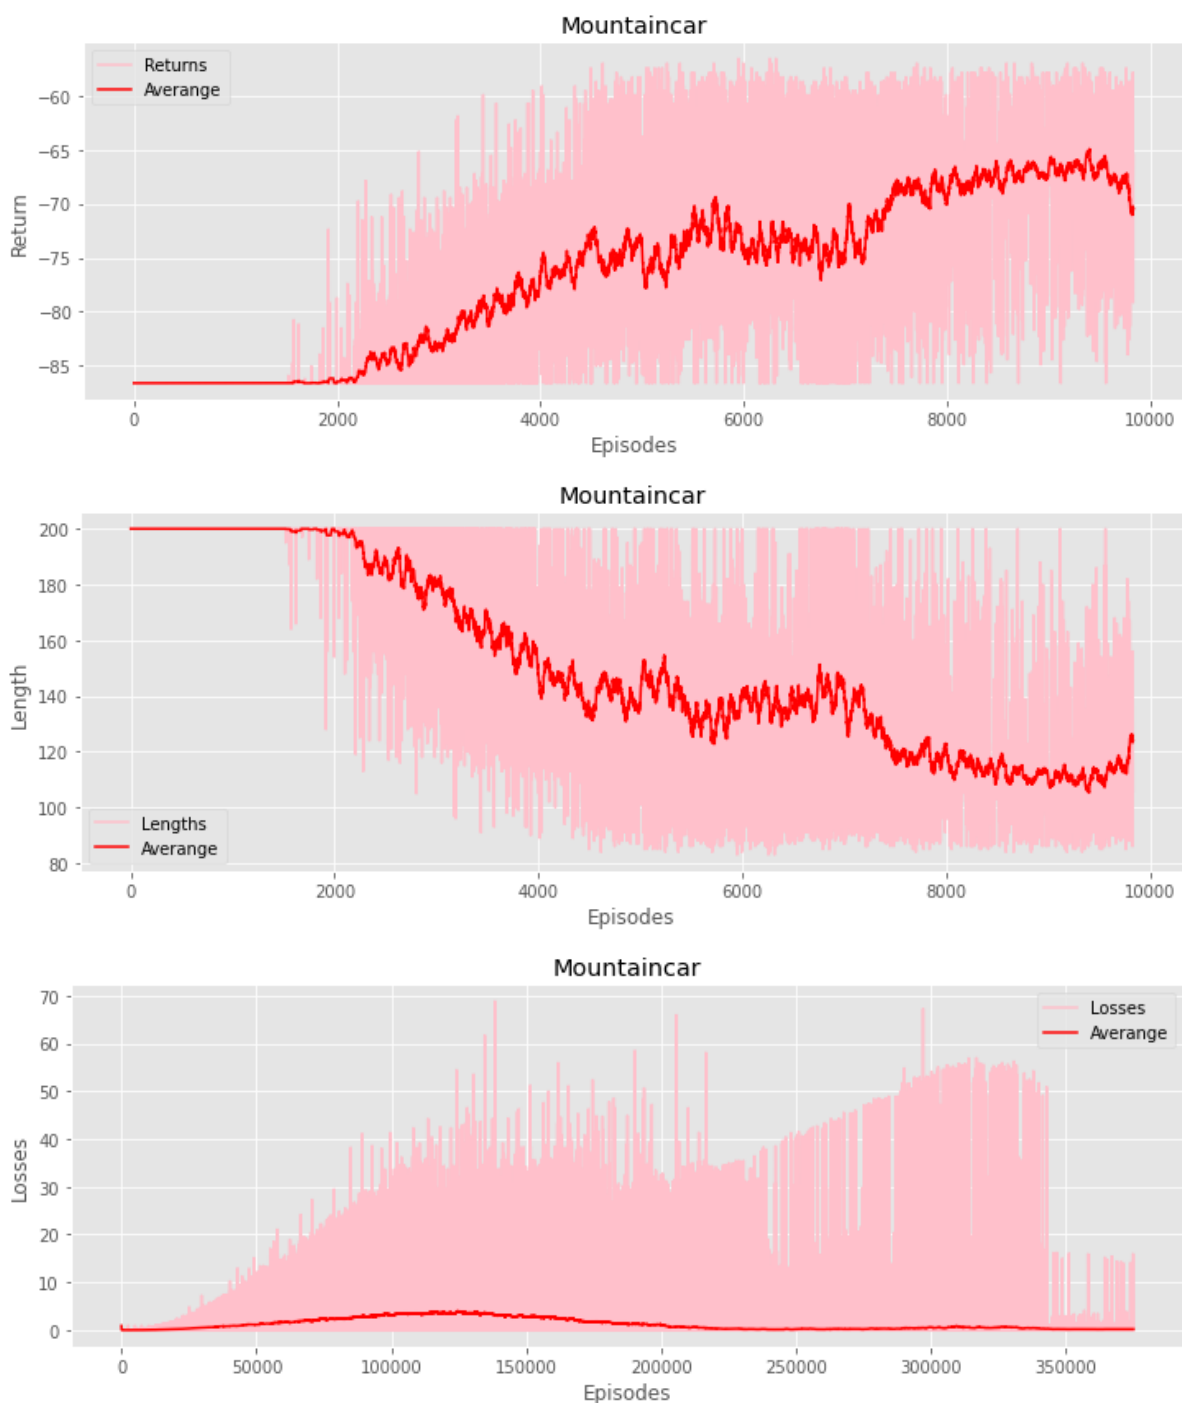 Mountaincar
Returns
Averange
−60
−65
−70
−75
−80
−85
Return
0 2000 4000 6000 8000 10000
Episodes
Mountaincar
200
180
160
140
120
100
80
Length
Lengths
Averange
0 2000 4000 6000 8000 10000
Episodes
Mountaincar
Losses
Averange
70
60
50
40
30
20
10
0
Losses
0 50000 100000 150000 200000 250000 300000 350000
Episodes